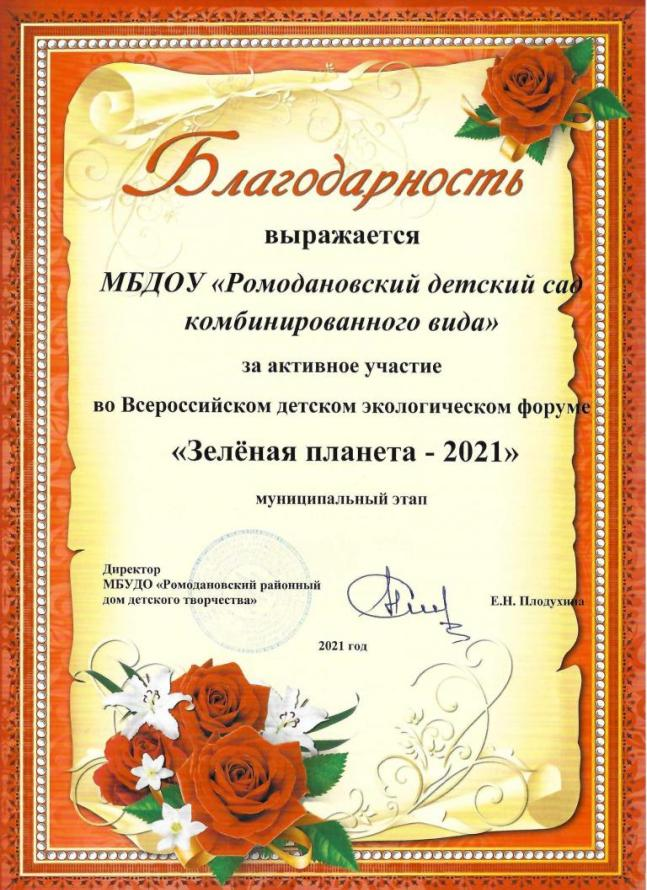 Благодарность
выражается
МБДОУ «Ромодановский детский сад
комбинированного вида»
за активное участие
во Всероссийском детском экологическом форуме
«Зелёная планета - 2021»
муниципальный этап
Директор
МБУДО «Ромодановский районный
дом детского творчества»
Е.Н. Плодухина
2021 год